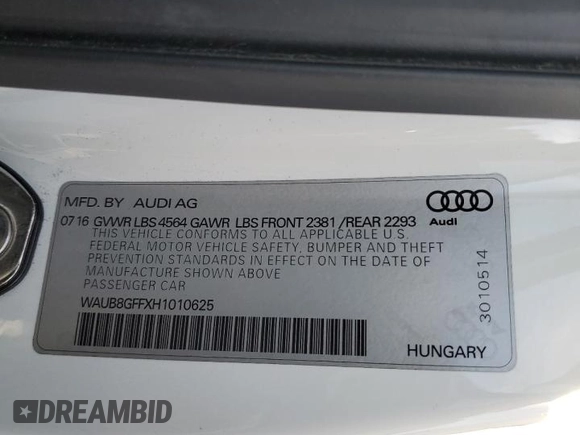 MFD. BY AUDI AG
07 16 GVWR LBS 4564 GAWR LBS FRONT 2381 / REAR 2293
Audi
THIS VEHICLE CONFORMS TO ALL APPLICABLE U.S.
FEDERAL MOTOR VEHICLE SAFETY, BUMPER AND THEFT
PREVENTION STANDARDS IN EFFECT ON THE DATE OF
MANUFACTURE SHOWN ABOVE
PASSENGER CAR
WAUB8GFFXH1010625
3010514
HUNGARY
DREAMBID